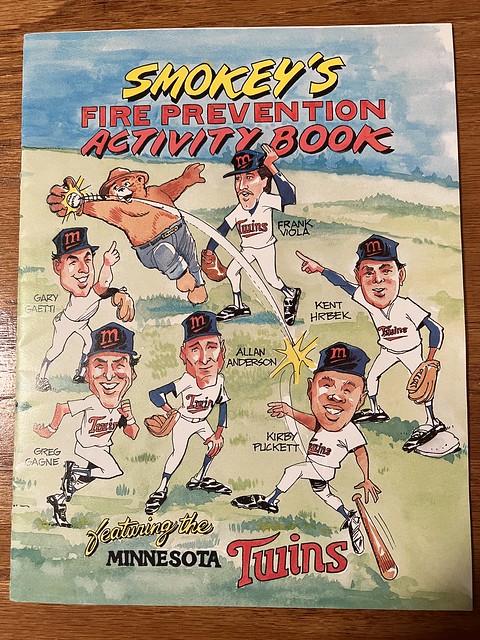 SMOKEY'S
FIRE PREVENTION
ACTIVITY BOOK
m
Twins
FRANK
VIOLA
m
GARY
GAETTI
m
KENT
HRBEK
Twins
m
Twins
GREG
GAGNE
m
Twins
ALLAN
ANDERSON
m
KIRBY
PUCKETT
Twins
featuring the
MINNESOTA Twins